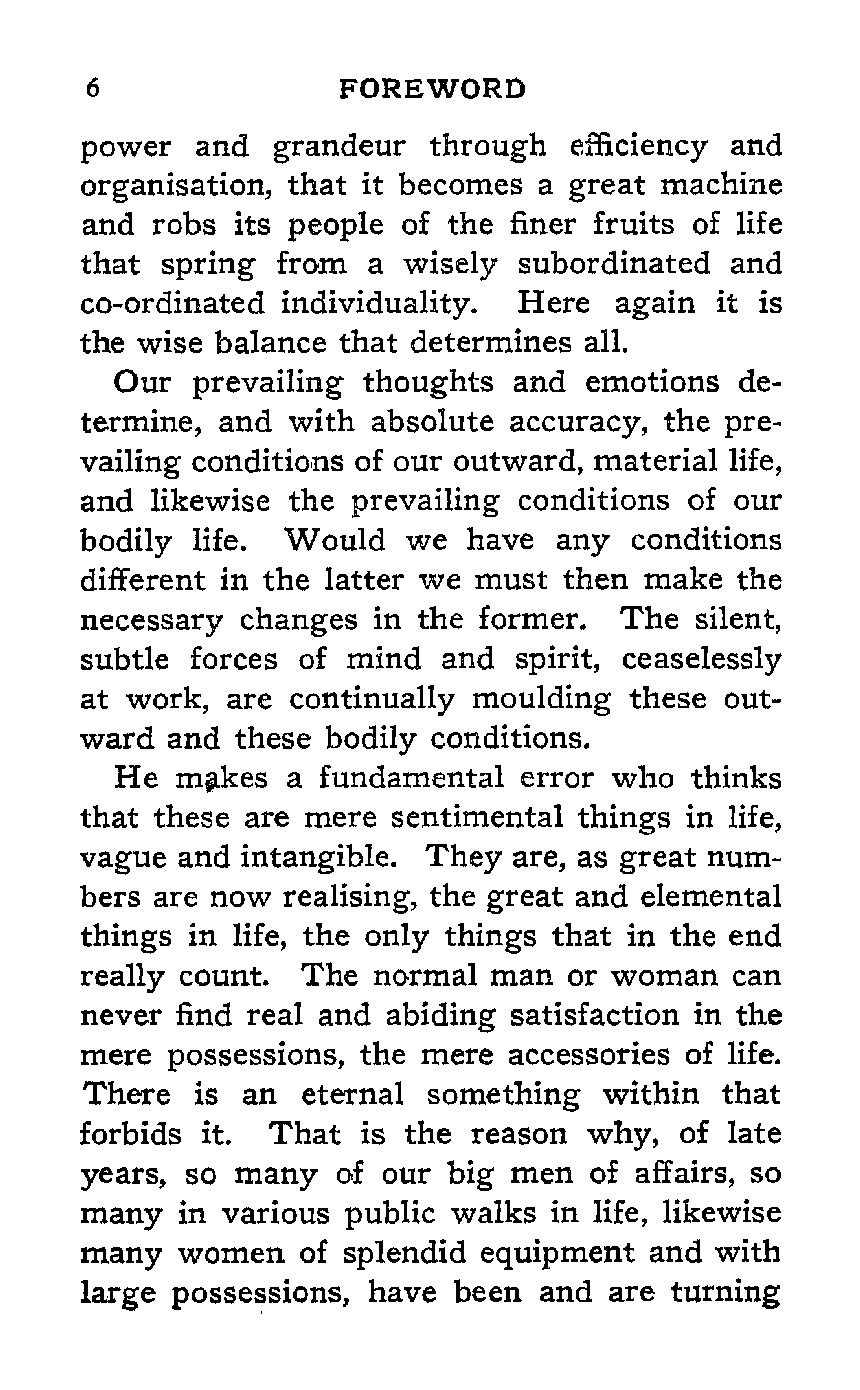 6 FOREWORD
power and grandeur through efficiency and
organisation, that it becomes a great machine
and robs its people of the finer fruits of life
that spring from a wisely subordinated and
co-ordinated individuality. Here again it is
the wise balance that determines all.
Our prevailing thoughts and emotions de-
termine, and with absolute accuracy, the pre-
vailing conditions of our outward, material life,
and likewise the prevailing conditions of our
bodily life. Would we have any conditions
different in the latter we must then make the
necessary changes in the former. The silent,
subtle forces of mind and spirit, ceaselessly
at work, are continually moulding these out-
ward and these bodily conditions.
He makes a fundamental error who thinks
that these are mere sentimental things in life,
vague and intangible. They are, as great num-
bers are now realising, the great and elemental
things in life, the only things that in the end
really count. The normal man or woman can
never find real and abiding satisfaction in the
mere possessions, the mere accessories of life.
There is an eternal something within that
forbids it. That is the reason why, of late
years, so many of our big men of affairs, so
many in various public walks in life, likewise
many women of splendid equipment and with
large possessions, have been and are turning